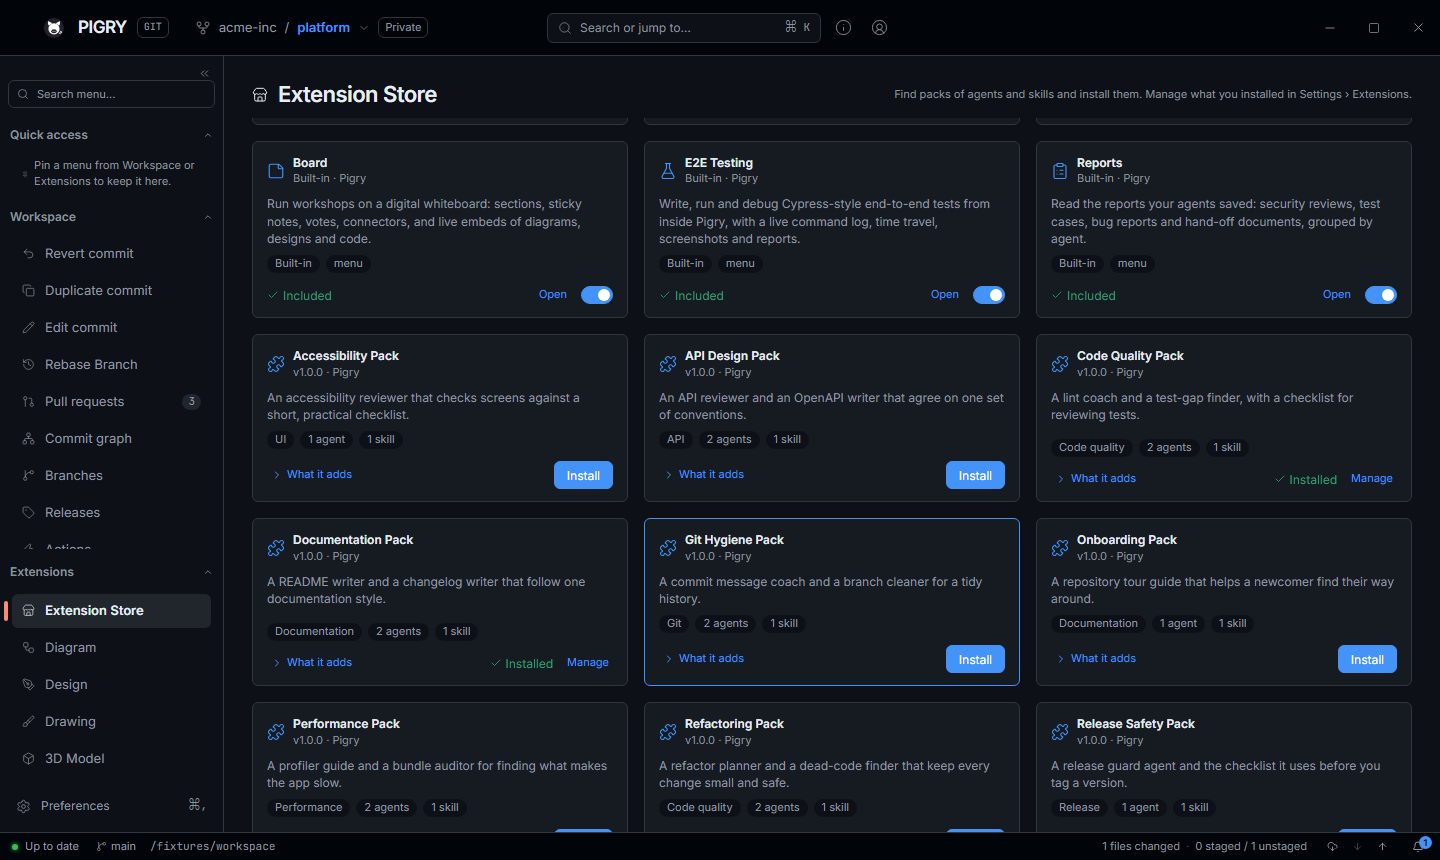 PIGRY GIT acme-inc / platform Private Search or jump to... ⌘ K
Search menu...
Quick access
Pin a menu from Workspace or
Extensions to keep it here.
Workspace
Revert commit
Duplicate commit
Edit commit
Rebase Branch
Pull requests 3
Commit graph
Branches
Releases
Actions
Extensions
Extension Store
Diagram
Design
Drawing
3D Model
Preferences ⌘,
Extension Store
Find packs of agents and skills and install them. Manage what you installed in Settings › Extensions.
Board
Built-in · Pigry
Run workshops on a digital whiteboard: sections, sticky
notes, votes, connectors, and live embeds of diagrams,
designs and code.
Built-in menu
Included Open
E2E Testing
Built-in · Pigry
Write, run and debug Cypress-style end-to-end tests from
inside Pigry, with a live command log, time travel,
screenshots and reports.
Built-in menu
Included Open
Reports
Built-in · Pigry
Read the reports your agents saved: security reviews, test
cases, bug reports and hand-off documents, grouped by
agent.
Built-in menu
Included Open
Accessibility Pack
v1.0.0 · Pigry
An accessibility reviewer that checks screens against a
short, practical checklist.
UI 1 agent 1 skill
What it adds Install
API Design Pack
v1.0.0 · Pigry
An API reviewer and an OpenAPI writer that agree on one set
of conventions.
API 2 agents 1 skill
What it adds Install
Code Quality Pack
v1.0.0 · Pigry
A lint coach and a test-gap finder, with a checklist for
reviewing tests.
Code quality 2 agents 1 skill
What it adds Installed Manage
Documentation Pack
v1.0.0 · Pigry
A README writer and a changelog writer that follow one
documentation style.
Documentation 2 agents 1 skill
What it adds Installed Manage
Git Hygiene Pack
v1.0.0 · Pigry
A commit message coach and a branch cleaner for a tidy
history.
Git 2 agents 1 skill
What it adds Install
Onboarding Pack
v1.0.0 · Pigry
A repository tour guide that helps a newcomer find their way
around.
Documentation 1 agent 1 skill
What it adds Install
Performance Pack
v1.0.0 · Pigry
A profiler guide and a bundle auditor for finding what makes
the app slow.
Performance 2 agents 1 skill
Refactoring Pack
v1.0.0 · Pigry
A refactor planner and a dead-code finder that keep every
change small and safe.
Code quality 2 agents 1 skill
Release Safety Pack
v1.0.0 · Pigry
A release guard agent and the checklist it uses before you
tag a version.
Release 1 agent 1 skill
Up to date main /fixtures/workspace 1 files changed · 0 staged / 1 unstaged 1